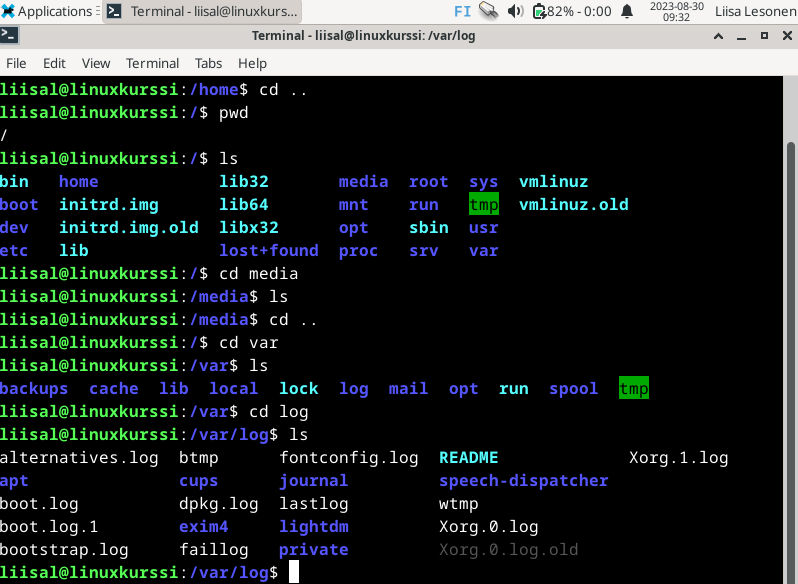 Applications Terminal - liisal@linuxkurs... FI 82% - 0:00 2023-08-30 09:32 Liisa Lesonen
Terminal - liisal@linuxkurssi: /var/log
File Edit View Terminal Tabs Help
liisal@linuxkurssi:/home$ cd ..
liisal@linuxkurssi:/$ pwd
/
liisal@linuxkurssi:/$ ls
bin home lib32 media root sys vmlinuz
boot initrd.img lib64 mnt run tmp vmlinuz.old
dev initrd.img.old libx32 opt sbin usr
etc lib lost+found proc srv var
liisal@linuxkurssi:/$ cd media
liisal@linuxkurssi:/media$ ls
liisal@linuxkurssi:/media$ cd ..
liisal@linuxkurssi:/$ cd var
liisal@linuxkurssi:/var$ ls
backups cache lib local lock log mail opt run spool tmp
liisal@linuxkurssi:/var$ cd log
liisal@linuxkurssi:/var/log$ ls
alternatives.log btmp fontconfig.log README Xorg.1.log
apt cups journal speech-dispatcher
boot.log dpkg.log lastlog wtmp
boot.log.1 exim4 lightdm Xorg.0.log
bootstrap.log faillog private Xorg.0.log.old
liisal@linuxkurssi:/var/log$